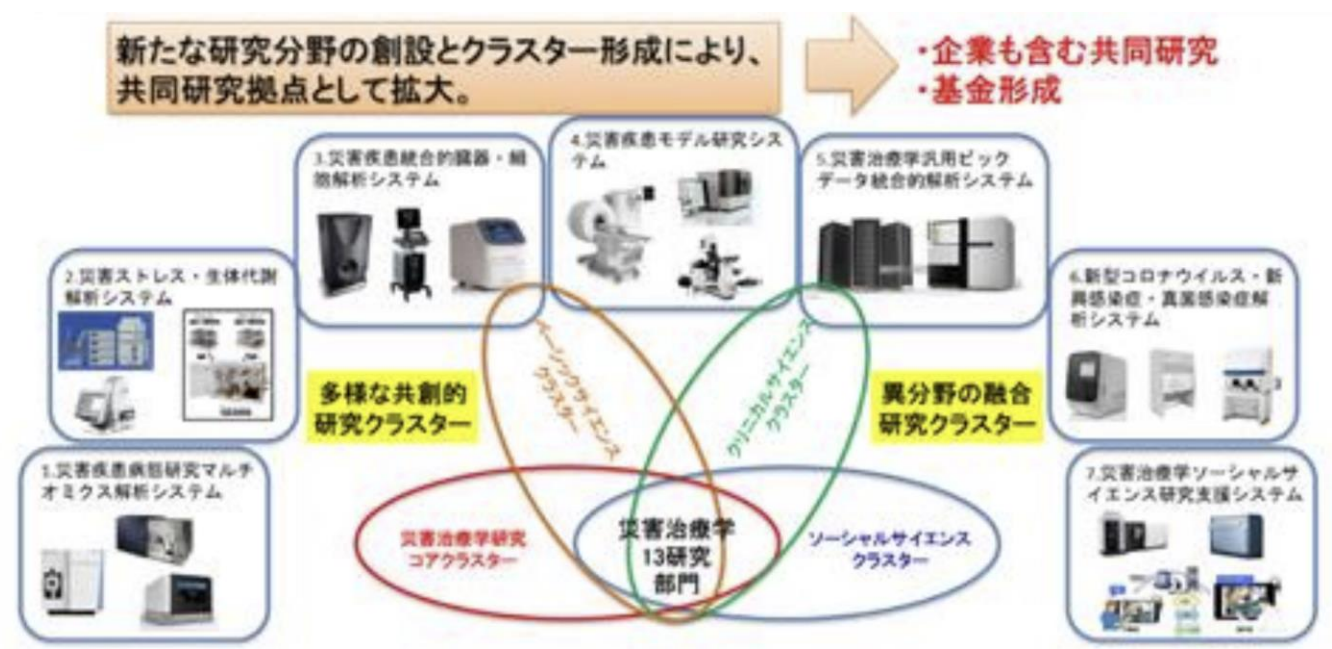 新たな研究分野の創設とクラスター形成により、
共同研究拠点として拡大。
・企業も含む共同研究
・基金形成
4.災害疾患モデル研究シス
テム
3.災害疾患統合的臓器・細
胞解析システム
5.災害治療学汎用ビック
データ統合的解析システム
2.災害ストレス・生体代謝
解析システム
6.新型コロナウイルス・新
興感染症・真菌感染症解
析システム
ベーシックサイエンス
クラスター
クリニカルサイエンス
クラスター
多様な共創的
研究クラスター
異分野の融合
研究クラスター
1.災害疾患病態研究マルチ
オミクス解析システム
7.災害治療学ソーシャルサ
イエンス研究支援システム
災害治療学研究
コアクラスター
災害治療学
13研究
部門
ソーシャルサイエンス
クラスター